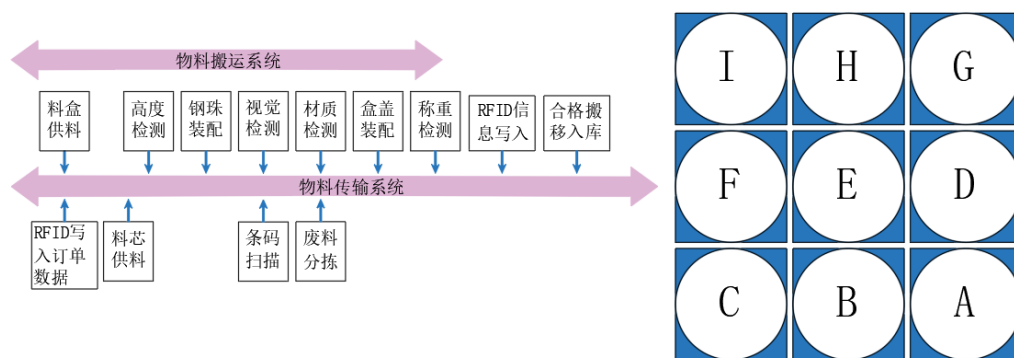 物料搬运系统
料盒
供料
高度
检测
钢珠
装配
视觉
检测
材质
检测
盒盖
装配
称重
检测
RFID信
息写入
合格搬
移入库
物料传输系统
RFID写
入订单
数据
料芯
供料
条码
扫描
废料
分拣
I H G
F E D
C B A